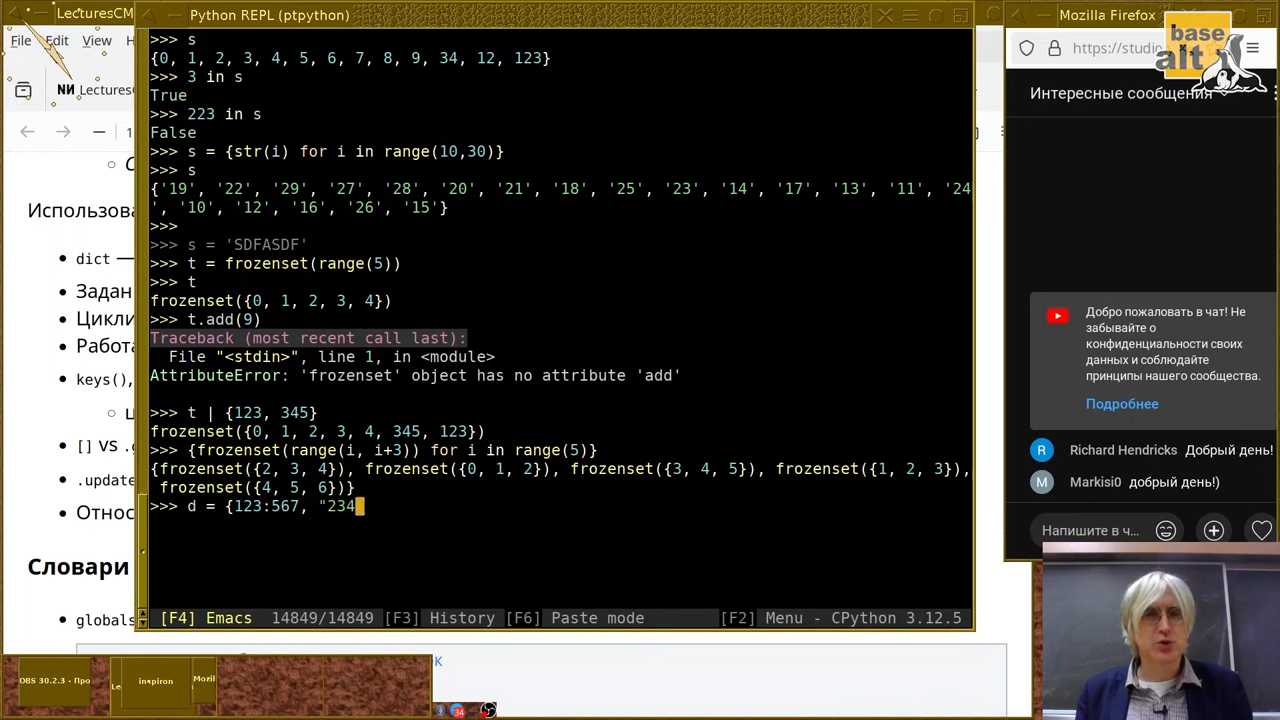 LecturesCM
File Edit View H
NИ LecturesC
1
Использова
dict —
Задан
Цикли
Работа
keys(),
[] vs .g
.update
Относ
Словари
globals
К
Python REPL (ptpython)
>>> s
{0, 1, 2, 3, 4, 5, 6, 7, 8, 9, 34, 12, 123}
>>> 3 in s
True
>>> 223 in s
False
>>> s = {str(i) for i in range(10,30)}
>>> s
{'19', '22', '29', '27', '28', '20', '21', '18', '25', '23', '14', '17', '13', '11', '24
', '10', '12', '16', '26', '15'}
>>>
>>> s = 'SDFASDF'
>>> t = frozenset(range(5))
>>> t
frozenset({0, 1, 2, 3, 4})
>>> t.add(9)
Traceback (most recent call last):
File "<stdin>", line 1, in <module>
AttributeError: 'frozenset' object has no attribute 'add'
>>> t | {123, 345}
frozenset({0, 1, 2, 3, 4, 345, 123})
>>> {frozenset(range(i, i+3)) for i in range(5)}
{frozenset({2, 3, 4}), frozenset({0, 1, 2}), frozenset({3, 4, 5}), frozenset({1, 2, 3}),
frozenset({4, 5, 6})}
>>> d = {123:567, "234
[F4] Emacs 14849/14849 [F3] History [F6] Paste mode [F2] Menu - CPython 3.12.5
Mozilla Firefox
base
alt
https://studio
Интересные сообщения
Добро пожаловать в чат! Не
забывайте о
конфиденциальности своих
данных и соблюдайте
принципы нашего сообщества.
Подробнее
R Richard Hendricks Добрый день!
M Markisi0 добрый день!)
Напишите в ч...
DBS 30.2.3 - Про
Le
inspiron
Mozil
34